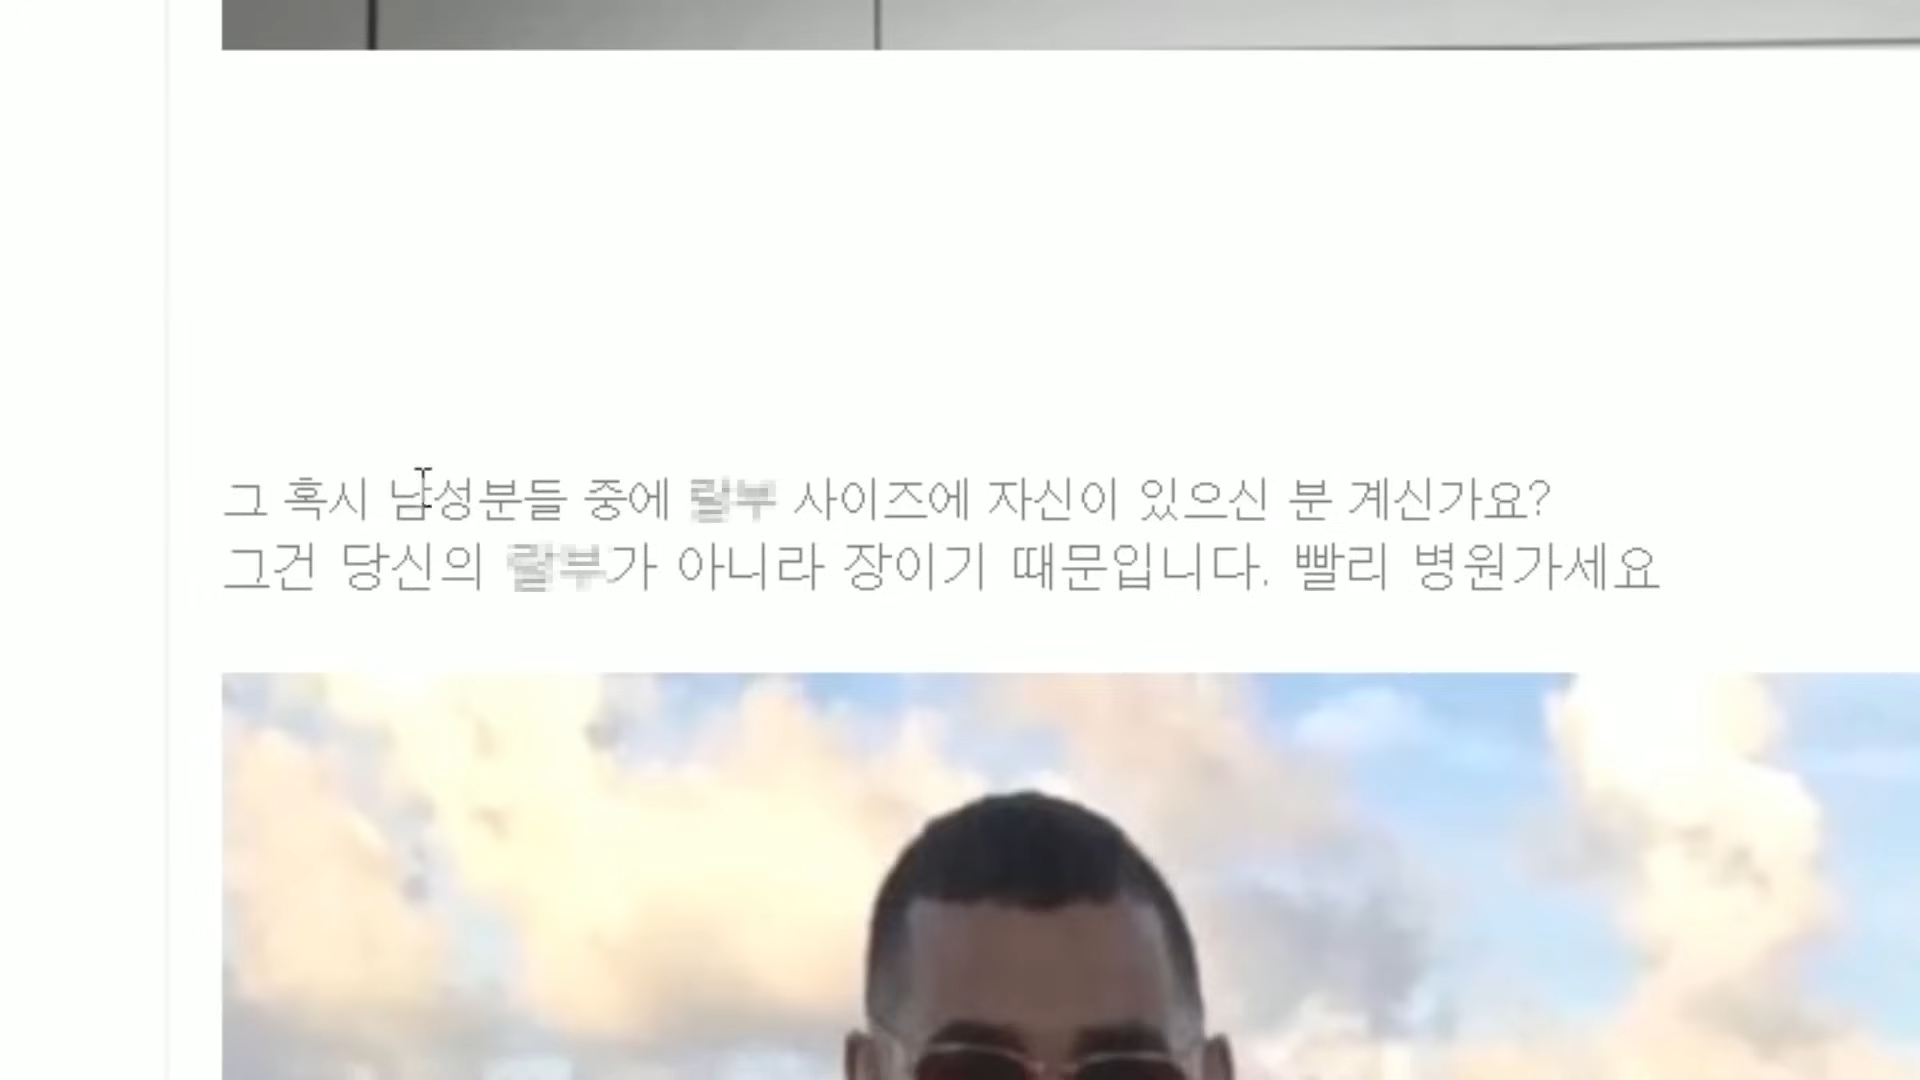 그 혹시 남성분들 중에 사이즈에 자신이 있으신 분 계신가요?
그건 당신의 가 아니라 장이기 때문입니다. 빨리 병원가세요